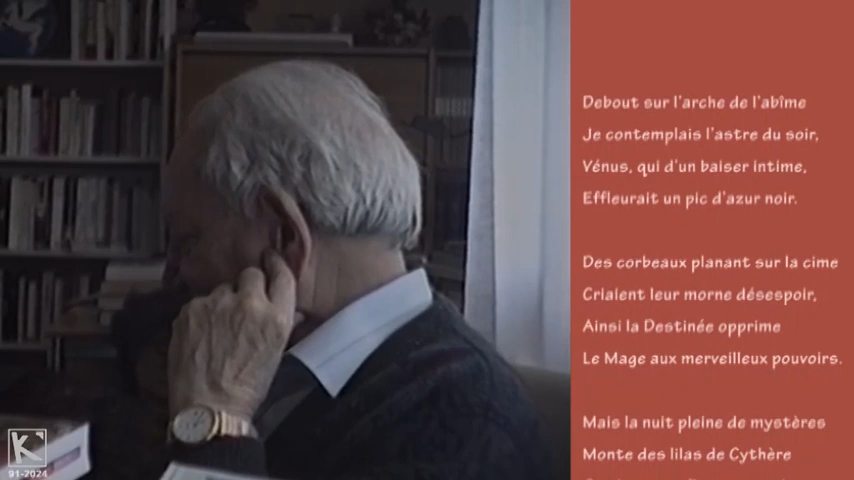 Debout sur l'arche de l'abîme
Je contemplais l'astre du soir,
Vénus, qui d'un baiser intime,
Effleurait un pic d'azur noir.
Des corbeaux planant sur la cime
Criaient leur morne désespoir,
Ainsi la Destinée opprime
Le Mage aux merveilleux pouvoirs.
Mais la nuit pleine de mystères
Monte des lilas de Cythère
K
91-2024